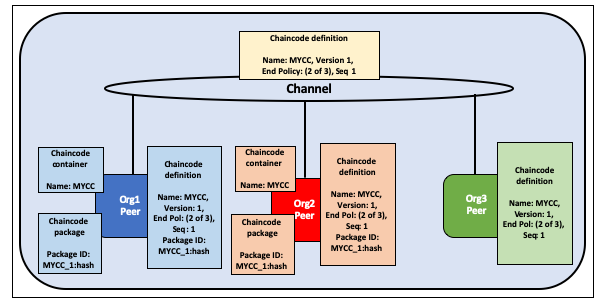 Chaincode definition
Name: MYCC, Version 1,
End Policy: (2 of 3), Seq 1
Channel
Chaincode
container
Name: MYCC
Org1
Peer
Chaincode
package
Package ID:
MYCC_1:hash
Chaincode
definition
Name: MYCC,
Version: 1,
End Pol: (2 of 3),
Seq: 1
Package ID:
MYCC_1:hash
Chaincode
container
Name: MYCC
Org2
Peer
Chaincode
package
Package ID:
MYCC_1:hash
Chaincode
definition
Name: MYCC,
Version: 1,
End Pol: (2 of 3),
Seq: 1
Package ID:
MYCC_1:hash
Org3
Peer
Chaincode
definition
Name: MYCC,
Version: 1,
End Pol: (2 of 3),
Seq: 1